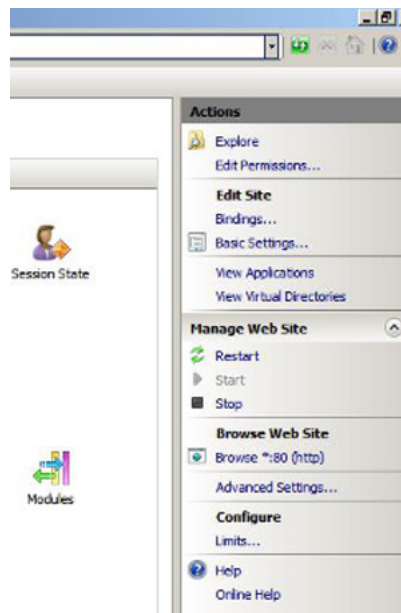 Actions
Explore
Edit Permissions...
Edit Site
Bindings...
Basic Settings...
View Applications
View Virtual Directories
Manage Web Site
Restart
Start
Stop
Browse Web Site
Browse *:80 (http)
Advanced Settings...
Configure
Limits...
Help
Online Help
Session State
Modules